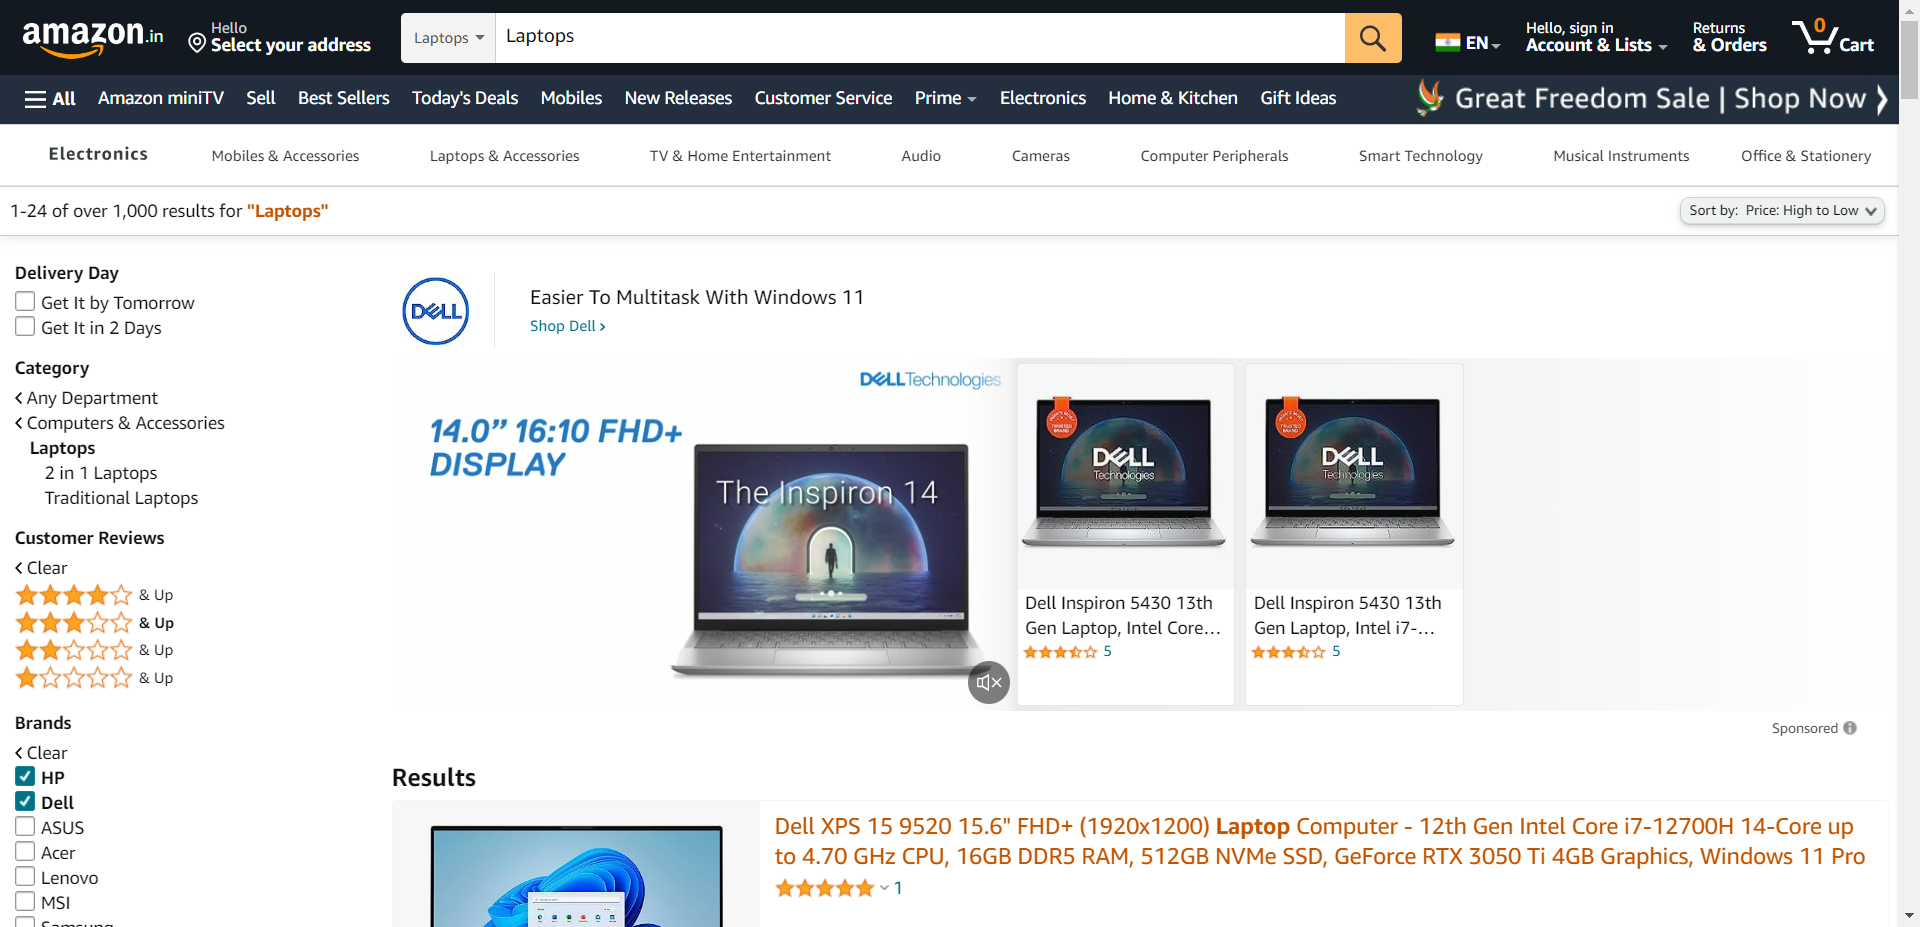 amazon.in
Hello
Select your address
Laptops
Laptops
EN
Hello, sign in
Account & Lists
Returns
& Orders
0
Cart
All
Amazon miniTV
Sell
Best Sellers
Today's Deals
Mobiles
New Releases
Customer Service
Prime
Electronics
Home & Kitchen
Gift Ideas
Great Freedom Sale | Shop Now
Electronics
Mobiles & Accessories
Laptops & Accessories
TV & Home Entertainment
Audio
Cameras
Computer Peripherals
Smart Technology
Musical Instruments
Office & Stationery
1-24 of over 1,000 results for "Laptops"
Sort by: Price: High to Low
Delivery Day
Get It by Tomorrow
Get It in 2 Days
Category
Any Department
Computers & Accessories
Laptops
2 in 1 Laptops
Traditional Laptops
Customer Reviews
Clear
& Up
& Up
& Up
& Up
Brands
Clear
HP
Dell
ASUS
Acer
Lenovo
MSI
Samsung
DELL
Easier To Multitask With Windows 11
Shop Dell
DELL Technologies
14.0” 16:10 FHD+
DISPLAY
The Inspiron 14
TRUSTED
BRAND
DELL
Technologies
Dell Inspiron 5430 13th
Gen Laptop, Intel Core…
5
TRUSTED
BRAND
DELL
Technologies
Dell Inspiron 5430 13th
Gen Laptop, Intel i7-…
5
Sponsored
Results
Dell XPS 15 9520 15.6" FHD+ (1920x1200) Laptop Computer - 12th Gen Intel Core i7-12700H 14-Core up
to 4.70 GHz CPU, 16GB DDR5 RAM, 512GB NVMe SSD, GeForce RTX 3050 Ti 4GB Graphics, Windows 11 Pro
1